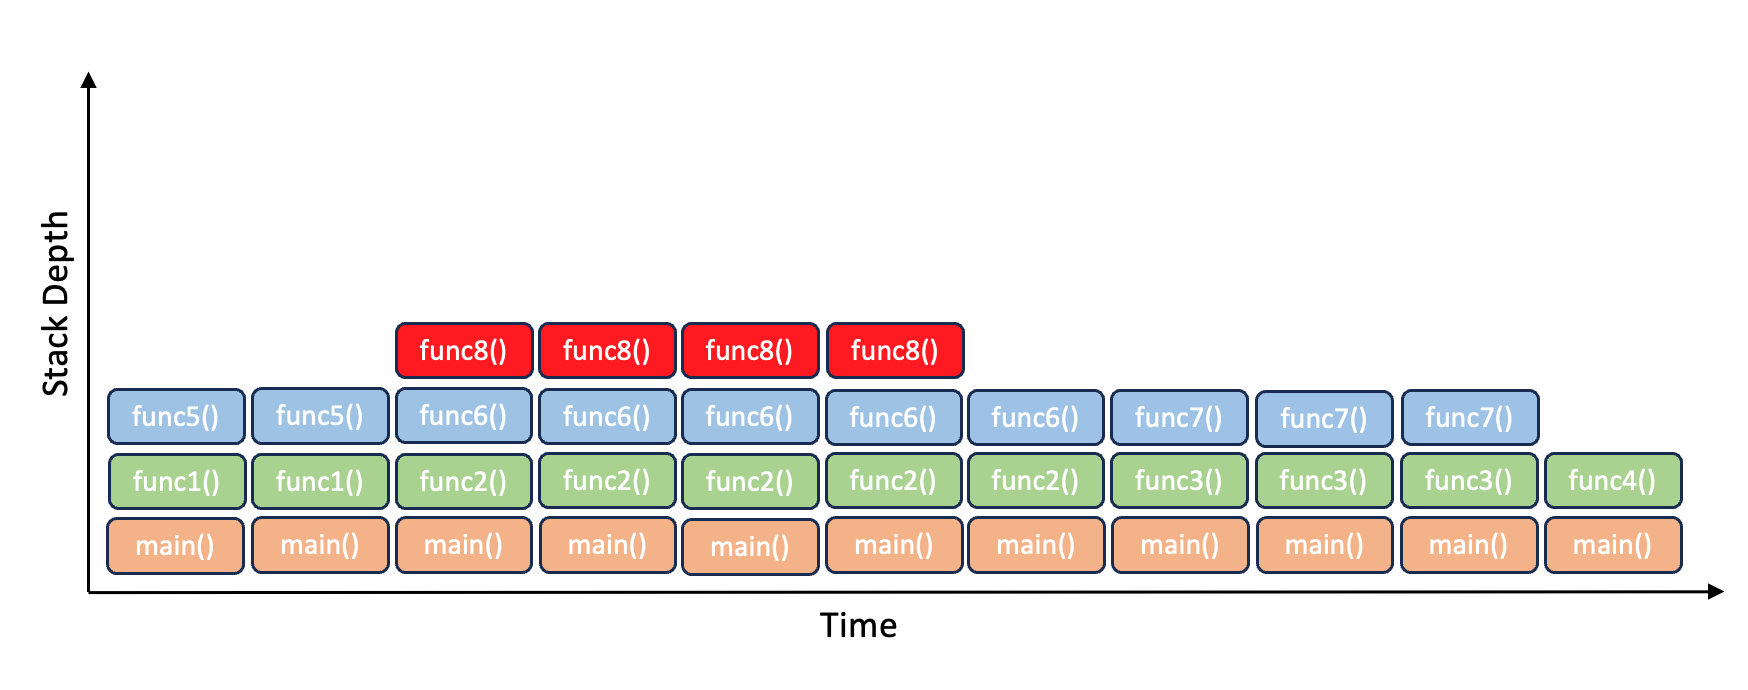 Stack Depth
func8() func8() func8() func8()
func5() func5() func6() func6() func6() func6() func6() func7() func7() func7()
func1() func1() func2() func2() func2() func2() func2() func3() func3() func3() func4()
main() main() main() main() main() main() main() main() main() main() main()
Time